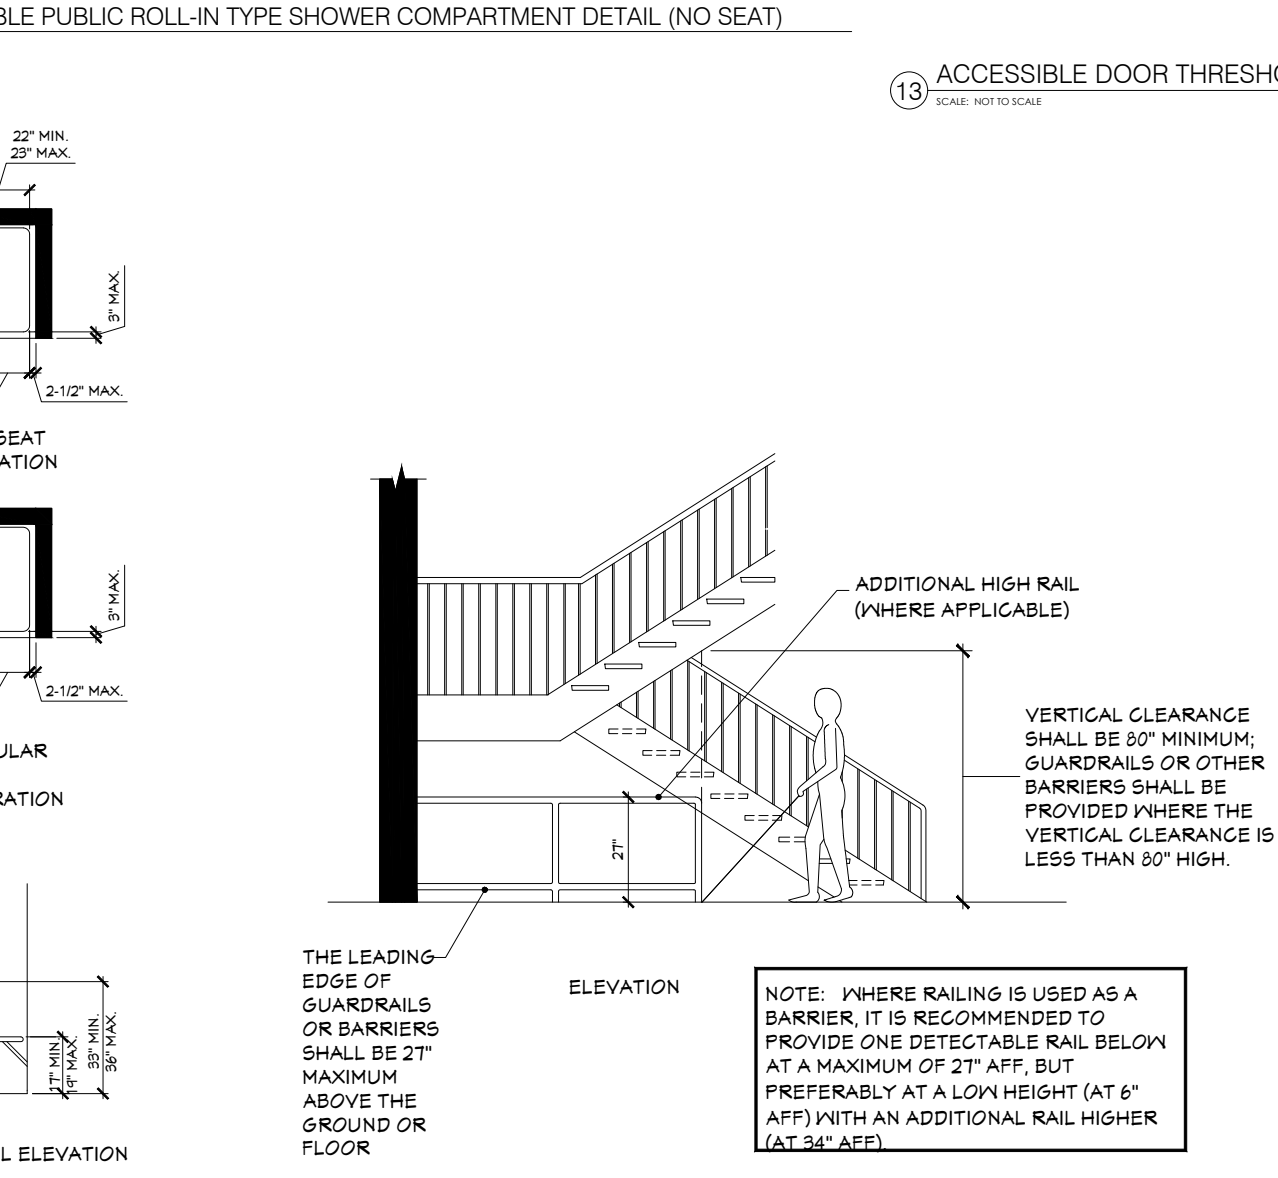 BLE PUBLIC ROLL-IN TYPE SHOWER COMPARTMENT DETAIL (NO SEAT)
13
ACCESSIBLE DOOR THRESHO
SCALE: NOT TO SCALE
22" MIN.
23" MAX.
3" MAX.
2-1/2" MAX.
SEAT
ATION
3" MAX.
2-1/2" MAX.
ULAR
RATION
ADDITIONAL HIGH RAIL
(WHERE APPLICABLE)
VERTICAL CLEARANCE
SHALL BE 80" MINIMUM;
GUARDRAILS OR OTHER
BARRIERS SHALL BE
PROVIDED WHERE THE
VERTICAL CLEARANCE IS
LESS THAN 80" HIGH.
27"
THE LEADING
EDGE OF
GUARDRAILS
OR BARRIERS
SHALL BE 27"
MAXIMUM
ABOVE THE
GROUND OR
FLOOR
ELEVATION
NOTE: WHERE RAILING IS USED AS A
BARRIER, IT IS RECOMMENDED TO
PROVIDE ONE DETECTABLE RAIL BELOW
AT A MAXIMUM OF 27" AFF, BUT
PREFERABLY AT A LOW HEIGHT (AT 6"
AFF) WITH AN ADDITIONAL RAIL HIGHER
(AT 34" AFF).
17" MIN.
19" MAX.
33" MIN.
36" MAX.
L ELEVATION